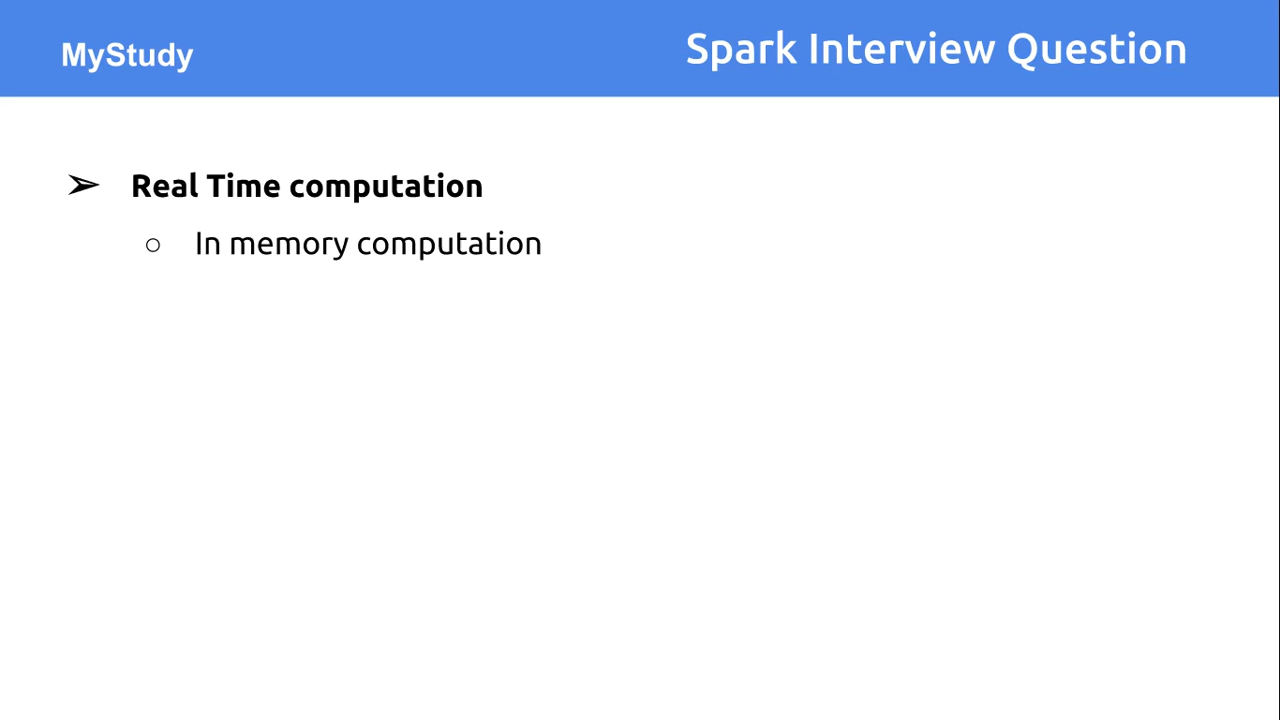 MyStudy
Spark Interview Question
➢ Real Time computation
○ In memory computation